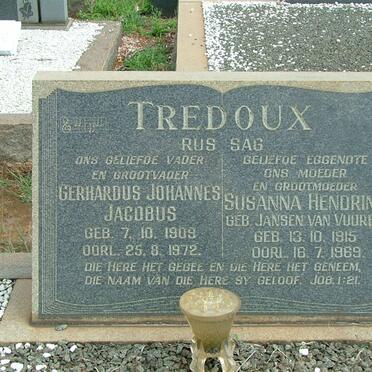 TREDOUX
RUS SAG
ONS GELIEFDE VADER
EN GROOTVADER
GERHARDUS JOHANNES
JACOBUS
GEB. 7.10.1909
OORL. 25.8.1972.
GELIEFDE EGGENOTE
ONS MOEDER
EN GROOTMOEDER
SUSANNA HENDRIN
GEB. JANSEN VAN VUURE
GEB. 13.10.1915
OORL. 16.7.1969.
DIE HERE HET GEGEE EN DIE HERE HET GENEEM,
DIE NAAM VAN DIE HERE SY GELOOF. JOB.1:21.